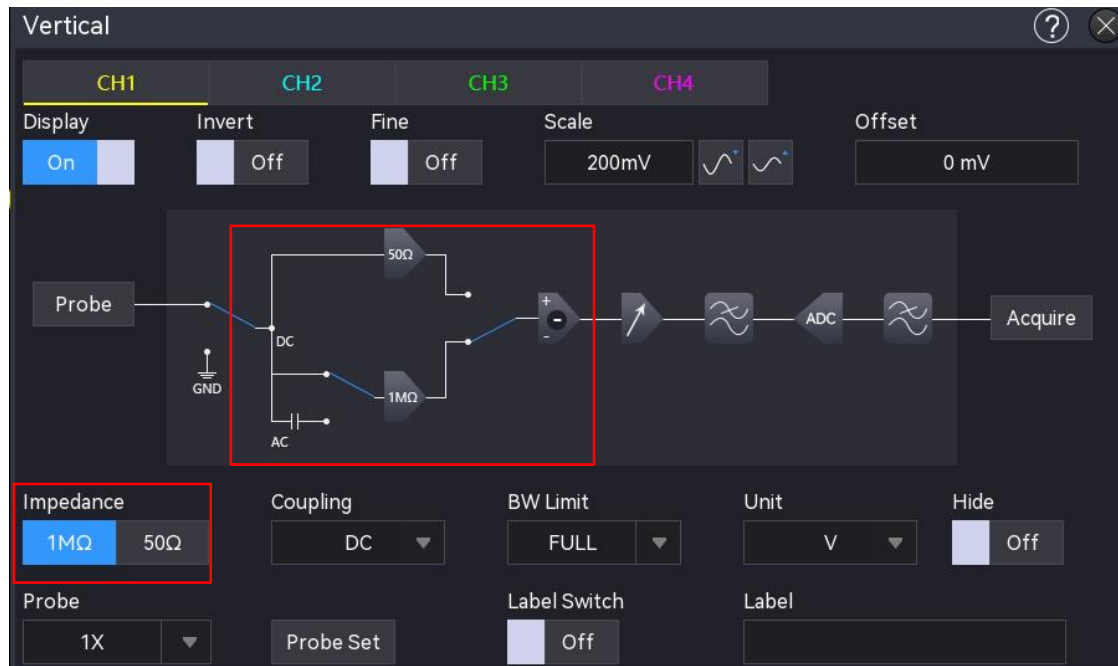 Vertical
?
CH1 CH2 CH3 CH4
Display Invert Fine Scale Offset
On Off Off 200mV 0 mV
50Ω
Probe + - ADC Acquire
DC
GND
1MΩ
AC
Impedance Coupling BW Limit Unit Hide
1MΩ 50Ω DC FULL V Off
Probe Label Switch Label
1X Probe Set Off